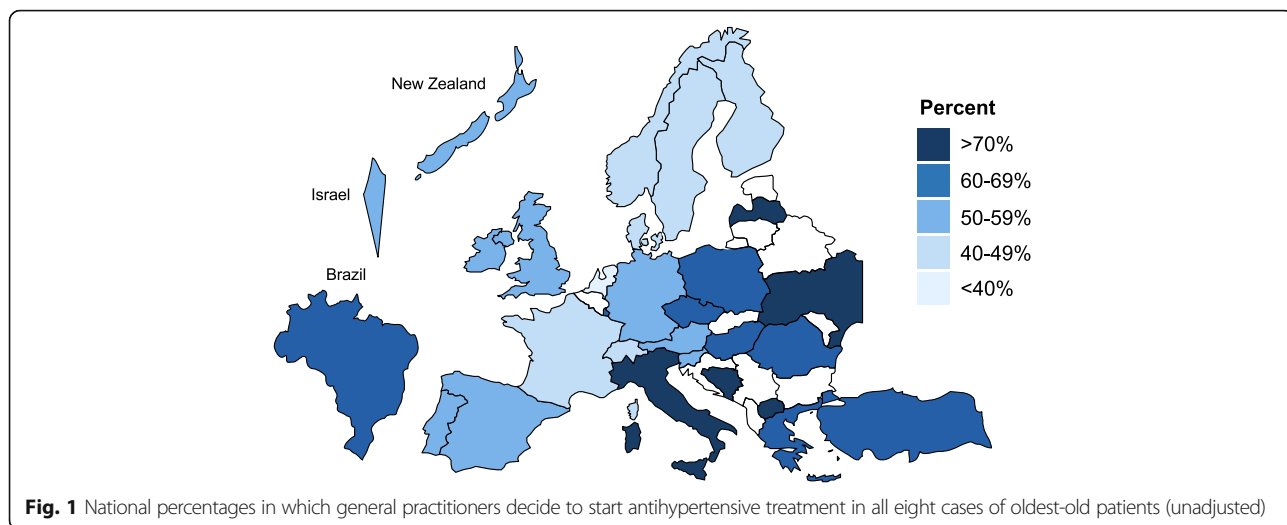 New Zealand
Israel
Brazil
Percent
>70%
60-69%
50-59%
40-49%
<40%
Fig. 1 National percentages in which general practitioners decide to start antihypertensive treatment in all eight cases of oldest-old patients (unadjusted)